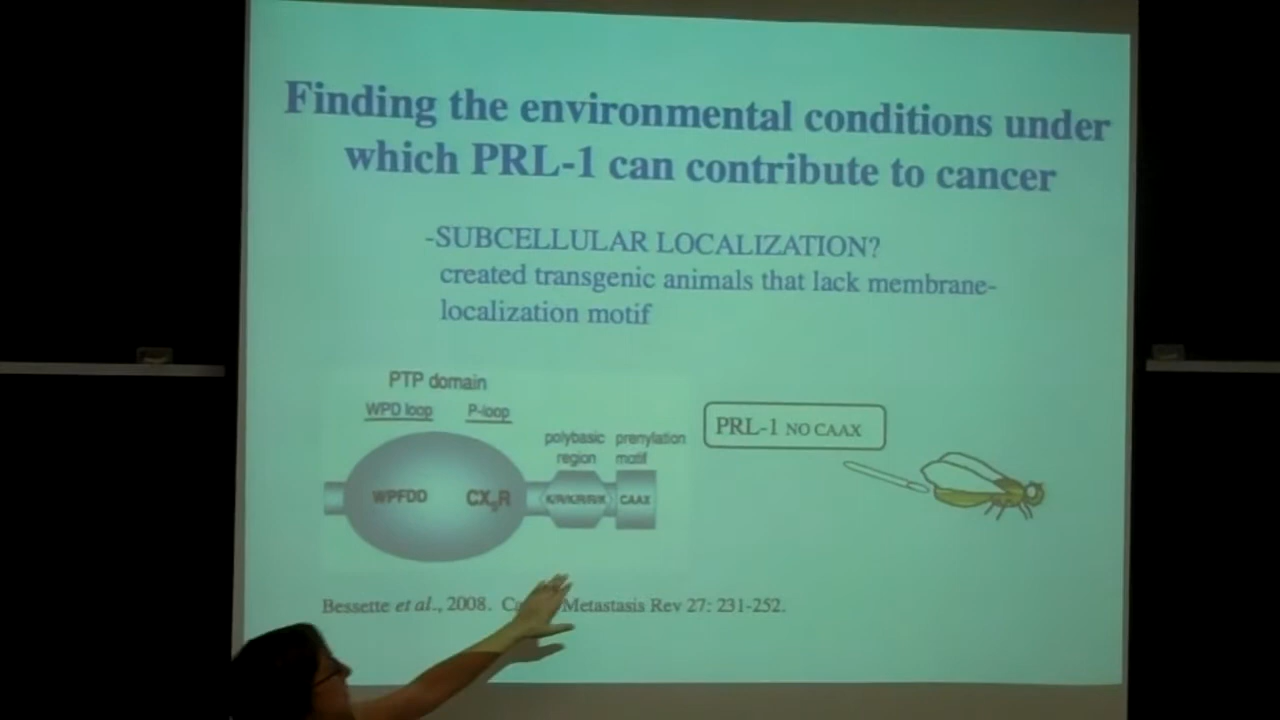 Finding the environmental conditions under
which PRL-1 can contribute to cancer
-SUBCELLULAR LOCALIZATION?
created transgenic animals that lack membrane-
localization motif
PTP domain
WPD loop P-loop
polybasic prenylation
region motif
PRL-1 NO CAAX
WPFDD CX₅R CAAX
Bessette et al., 2008. Metastasis Rev 27: 231-252.